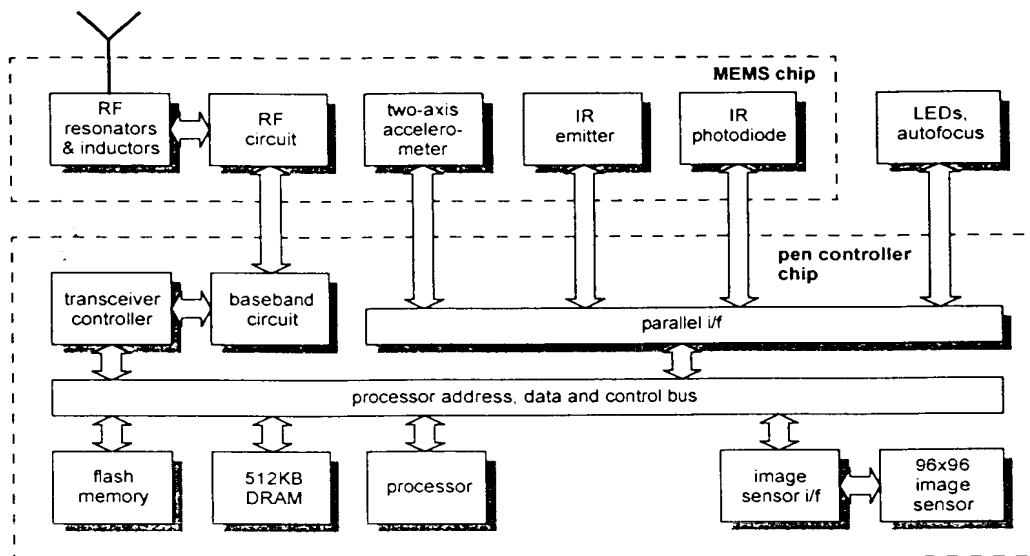 MEMS chip
RF
resonators
& inductors
RF
circuit
two-axis
accelero-
meter
IR
emitter
IR
photodiode
LEDs,
autofocus
pen controller
chip
transceiver
controller
baseband
circuit
parallel i/f
processor address, data and control bus
flash
memory
512KB
DRAM
processor
image
sensor i/f
96x96
image
sensor